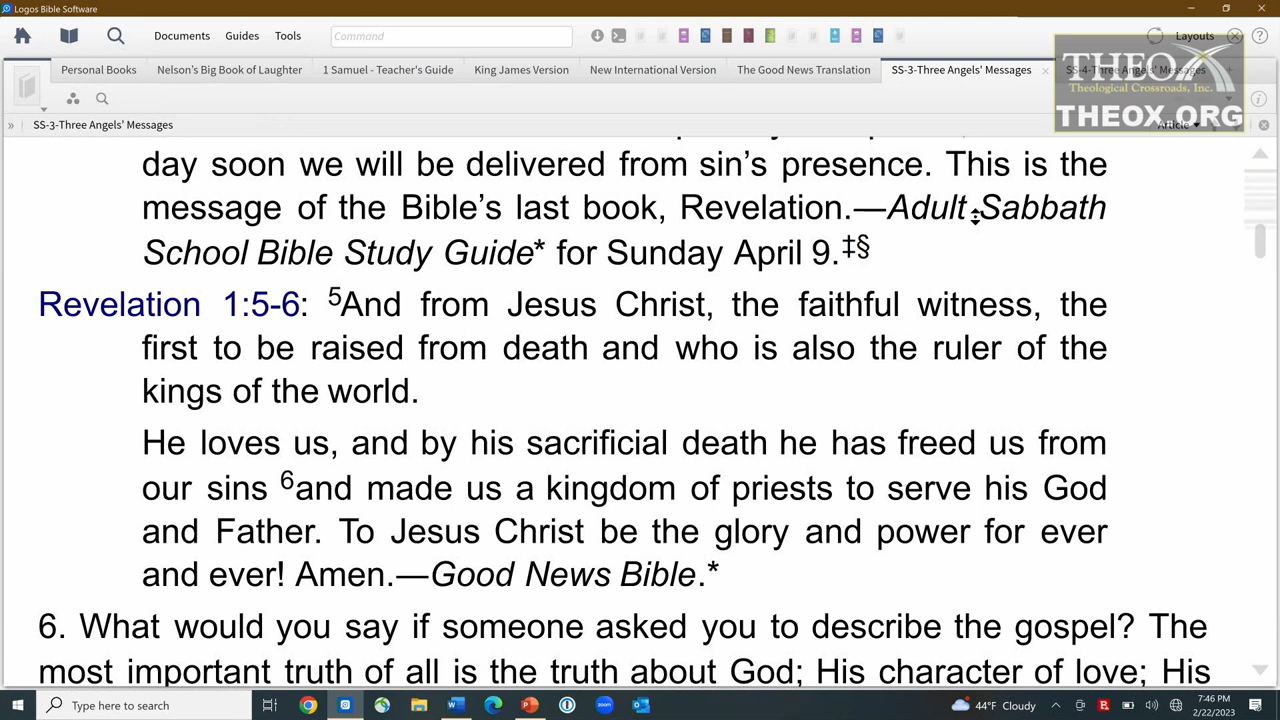 Logos Bible Software
Documents Guides Tools Command Layouts
Personal Books Nelson's Big Book of Laughter 1 Samuel King James Version New International Version The Good News Translation SS-3-Three Angels' Messages SS-4-Three Angels' Messages
THEOX
Theological Crossroads, Inc.
THEOX.ORG
SS-3-Three Angels' Messages Article
day soon we will be delivered from sin's presence. This is the
message of the Bible's last book, Revelation.—Adult Sabbath
School Bible Study Guide* for Sunday April 9.‡§
Revelation 1:5-6: 5And from Jesus Christ, the faithful witness, the
first to be raised from death and who is also the ruler of the
kings of the world.
He loves us, and by his sacrificial death he has freed us from
our sins 6and made us a kingdom of priests to serve his God
and Father. To Jesus Christ be the glory and power for ever
and ever! Amen.—Good News Bible.*
6. What would you say if someone asked you to describe the gospel? The
most important truth of all is the truth about God; His character of love; His
Type here to search 44°F Cloudy 7:46 PM
2/22/2023